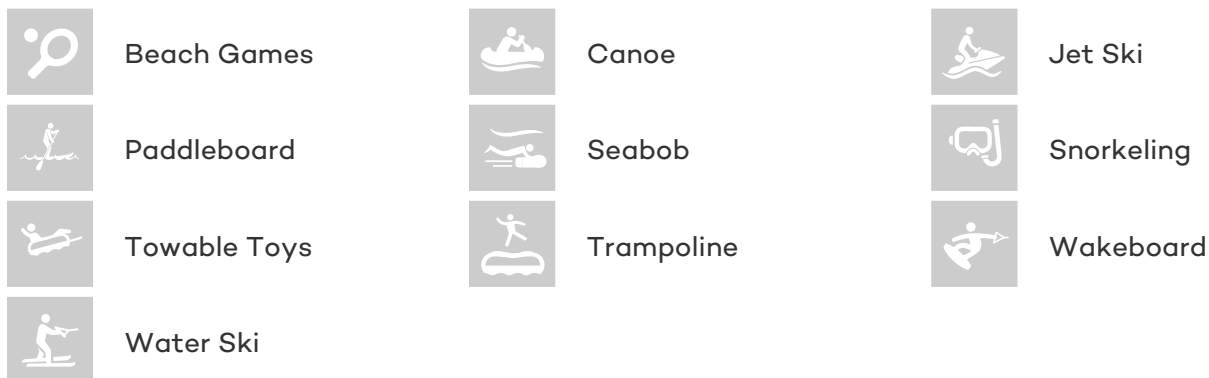 Beach Games
Canoe
Jet Ski
Paddleboard
Seabob
Snorkeling
Towable Toys
Trampoline
Wakeboard
Water Ski